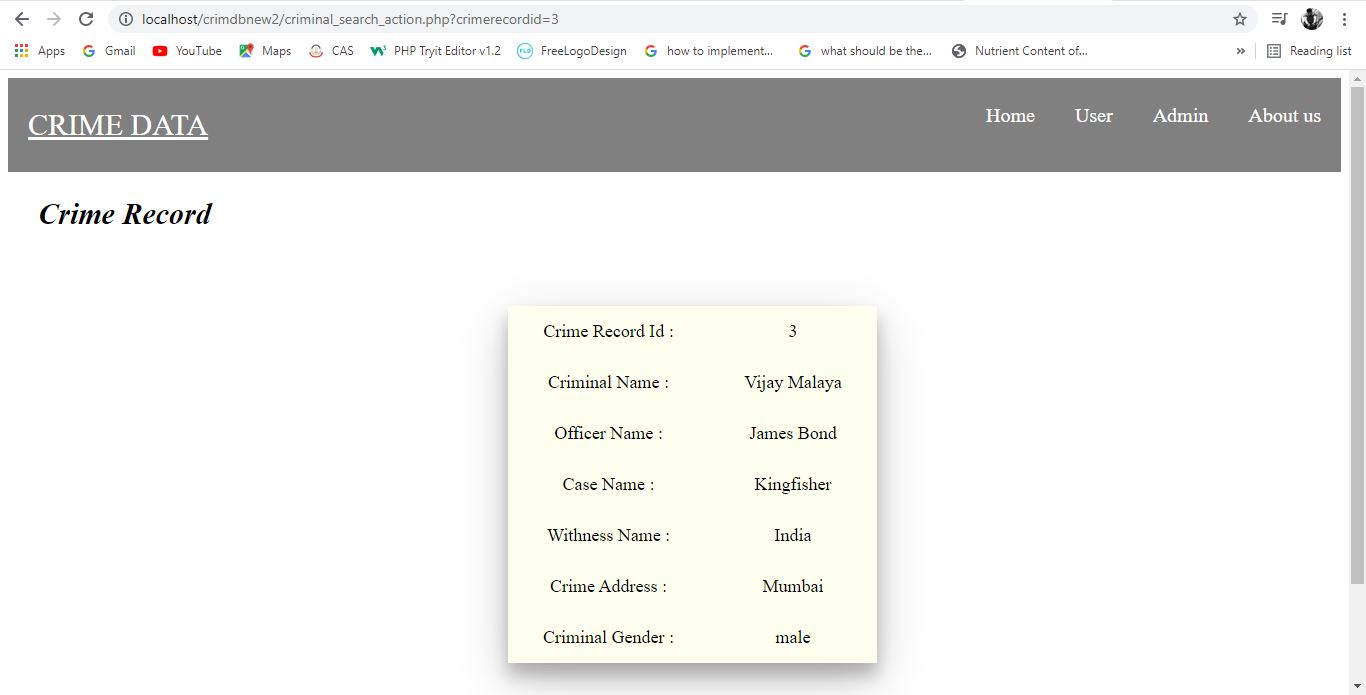 localhost/crimdbnew2/criminal_search_action.php?crimerecordid=3
Apps Gmail YouTube Maps CAS PHP Tryit Editor v1.2 FLD FreeLogoDesign how to implement... what should be the... Nutrient Content of... » Reading list
CRIME DATA Home User Admin About us
Crime Record
Crime Record Id : 3
Criminal Name : Vijay Malaya
Officer Name : James Bond
Case Name : Kingfisher
Withness Name : India
Crime Address : Mumbai
Criminal Gender : male